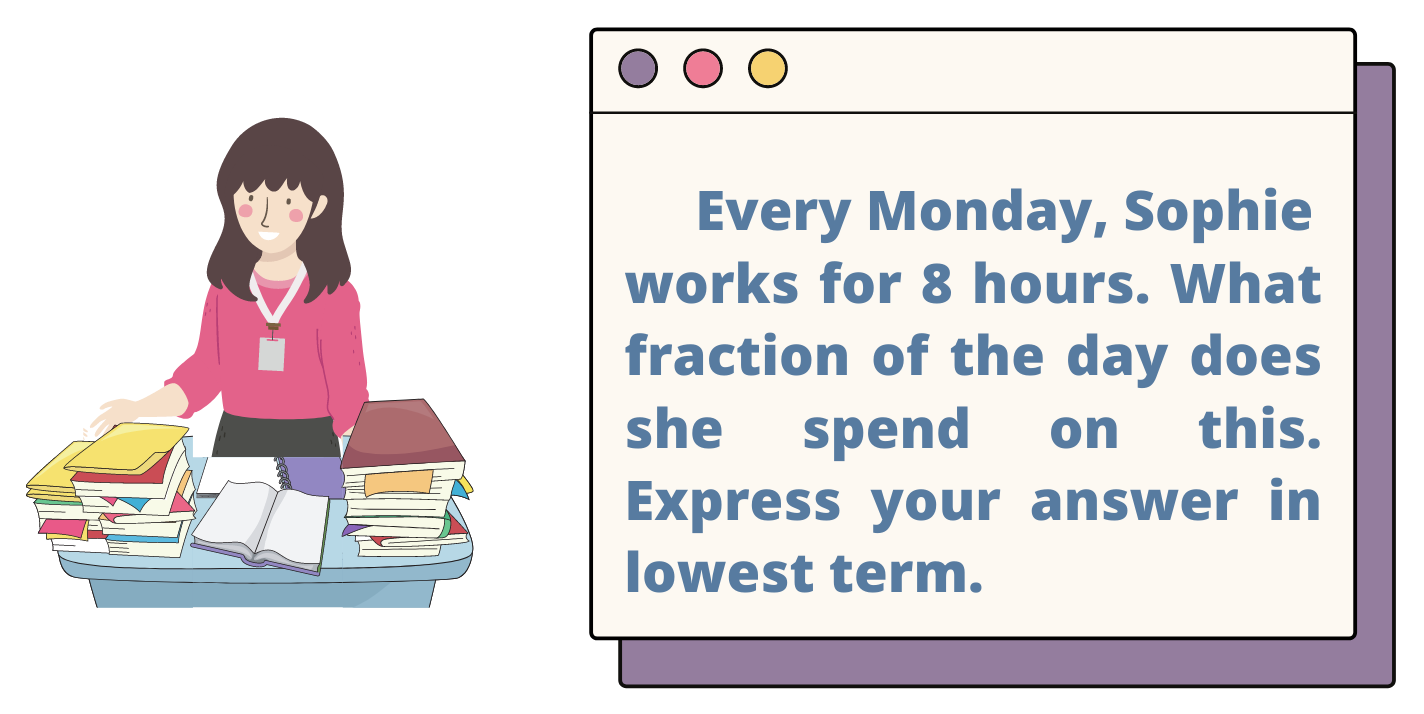 Every Monday, Sophie
works for 8 hours. What
fraction of the day does
she spend on this.
Express your answer in
lowest term.